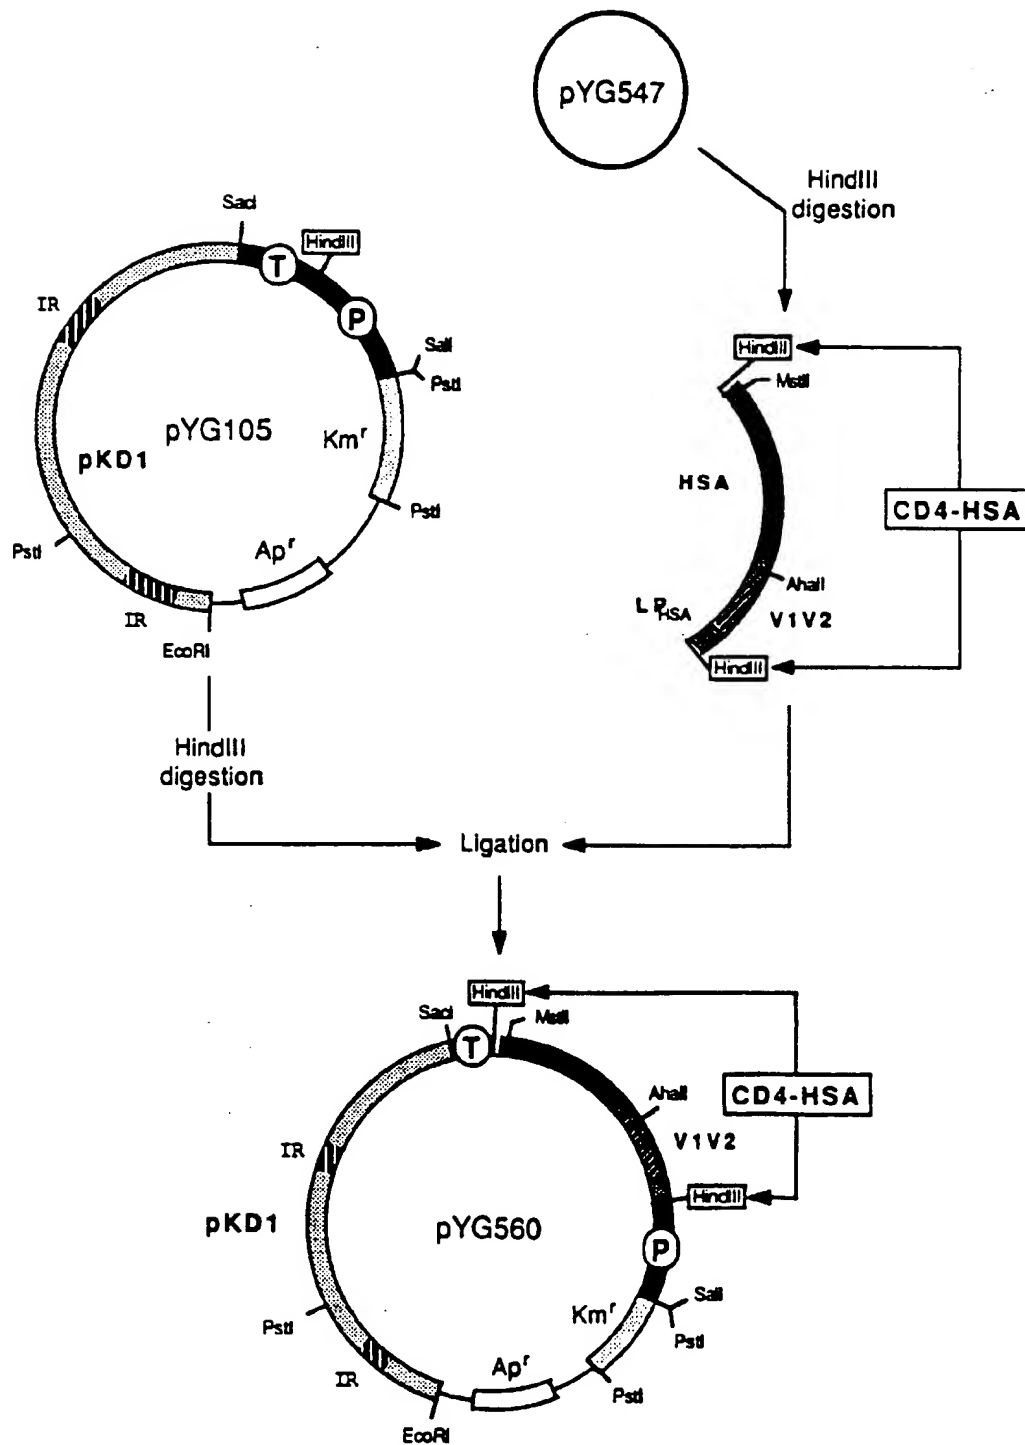 pYG547
HindIII
digestion
SacI
HindIII
T
IR
P
SalI
PstI
pYG105
Km^r
pKD1
PstI
PstI
Ap^r
IR
EcoRI
HindIII
MstII
HSA
CD4-HSA
AhaII
LP_HSA
V1V2
HindIII
HindIII
digestion
Ligation
HindIII
SacI
MstII
T
CD4-HSA
AhaII
V1V2
IR
HindIII
pKD1
pYG560
P
SalI
Km^r
PstI
PstI
IR
Ap^r
PstI
EcoRI